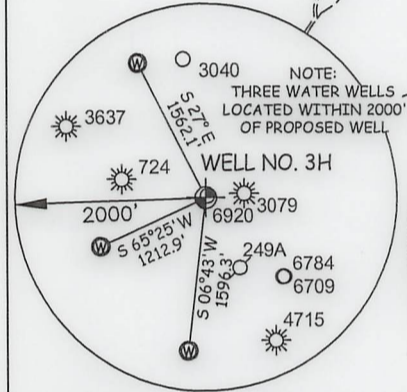 W
3040
NOTE:
THREE WATER WELLS
LOCATED WITHIN 2000'
OF PROPOSED WELL
3637
S 27° E
1562.1'
724
WELL NO. 3H
2000'
6920
3079
W
S 65°25'W
1212.9'
S 06°43'W
1596.3'
249A
6784
6709
4715
W